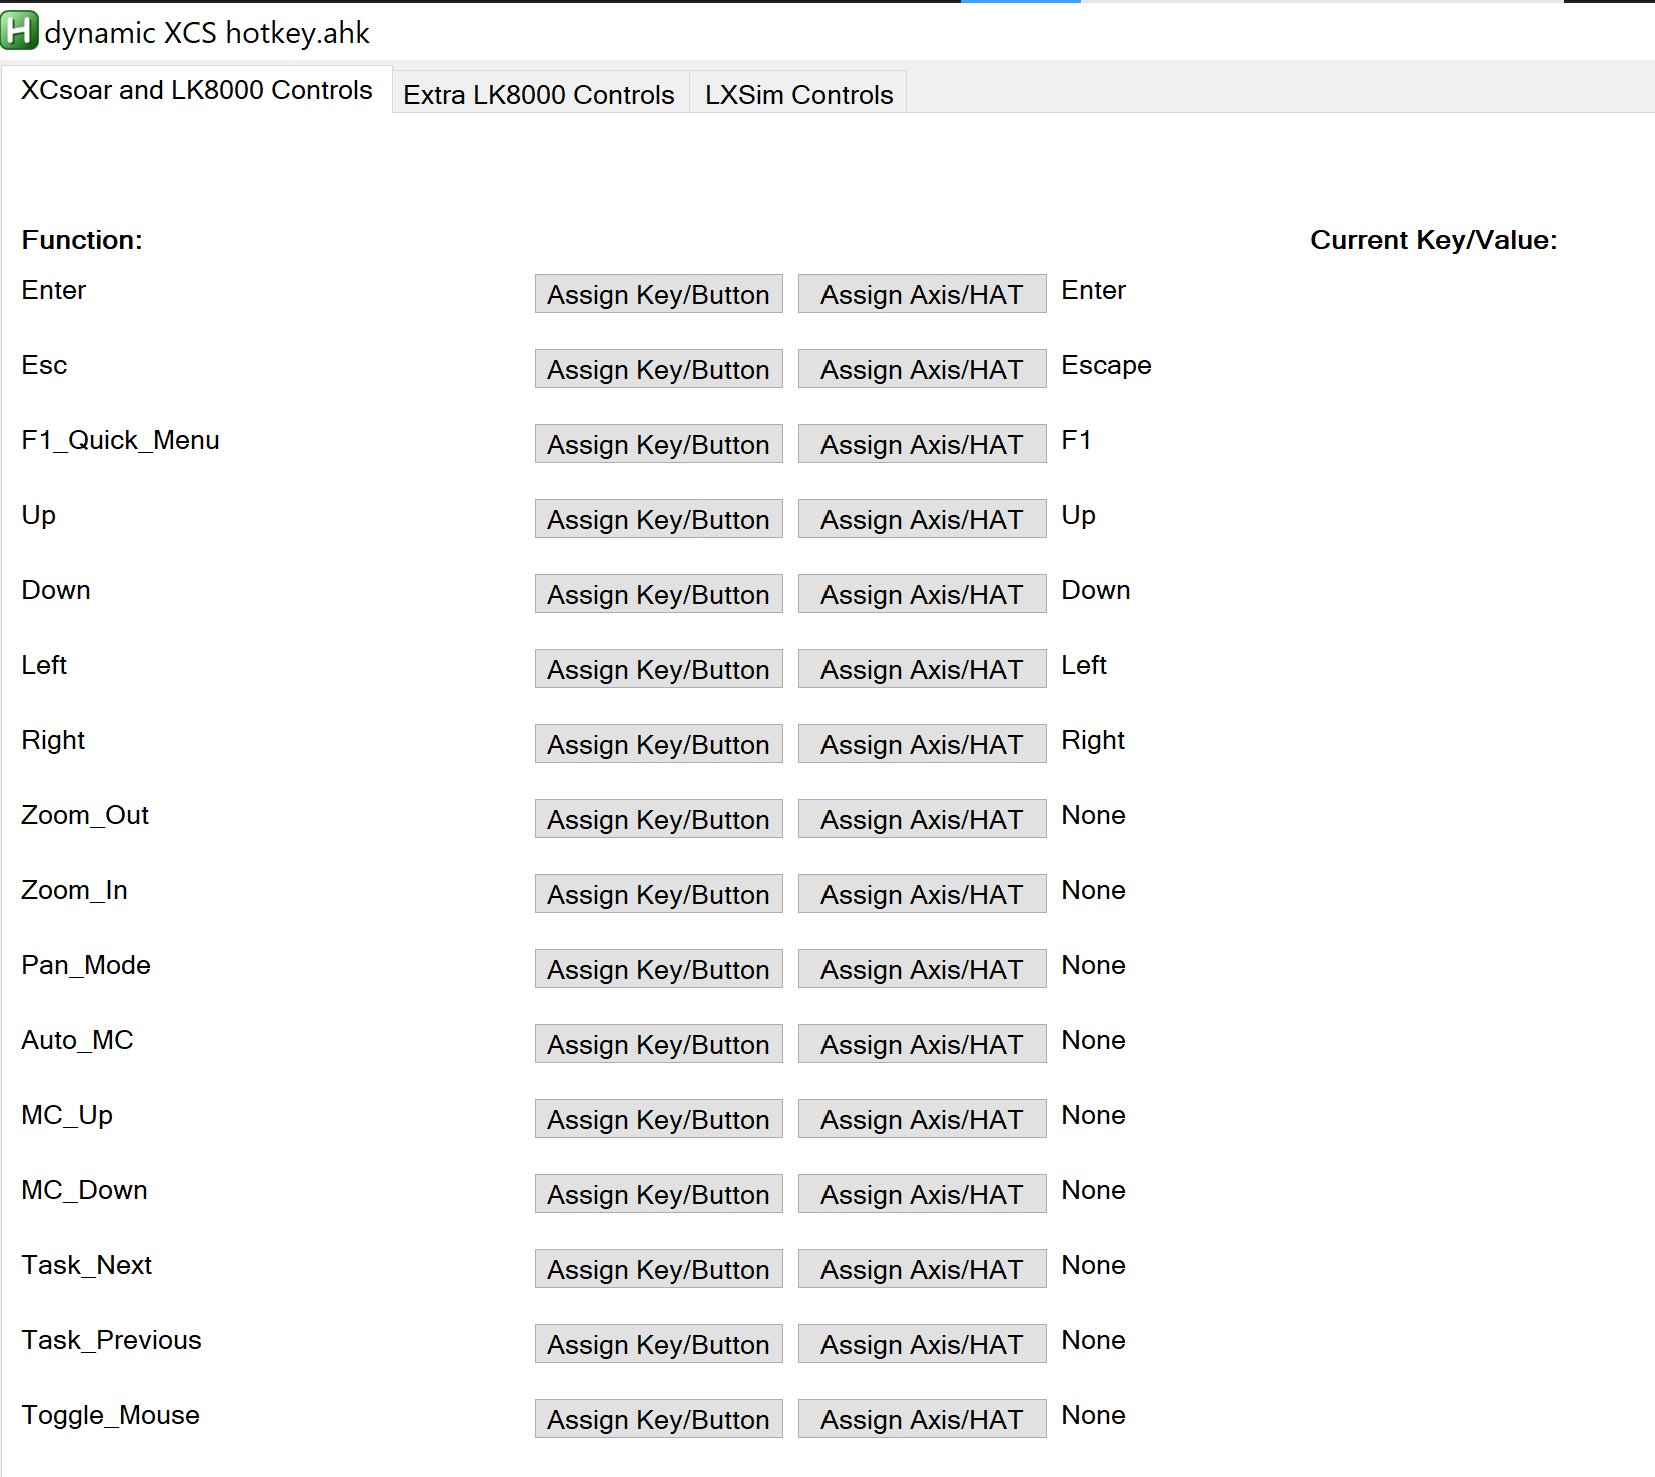 H dynamic XCS hotkey.ahk
XCsoar and LK8000 Controls Extra LK8000 Controls LXSim Controls
Function: Current Key/Value:
Enter Assign Key/Button Assign Axis/HAT Enter
Esc Assign Key/Button Assign Axis/HAT Escape
F1_Quick_Menu Assign Key/Button Assign Axis/HAT F1
Up Assign Key/Button Assign Axis/HAT Up
Down Assign Key/Button Assign Axis/HAT Down
Left Assign Key/Button Assign Axis/HAT Left
Right Assign Key/Button Assign Axis/HAT Right
Zoom_Out Assign Key/Button Assign Axis/HAT None
Zoom_In Assign Key/Button Assign Axis/HAT None
Pan_Mode Assign Key/Button Assign Axis/HAT None
Auto_MC Assign Key/Button Assign Axis/HAT None
MC_Up Assign Key/Button Assign Axis/HAT None
MC_Down Assign Key/Button Assign Axis/HAT None
Task_Next Assign Key/Button Assign Axis/HAT None
Task_Previous Assign Key/Button Assign Axis/HAT None
Toggle_Mouse Assign Key/Button Assign Axis/HAT None